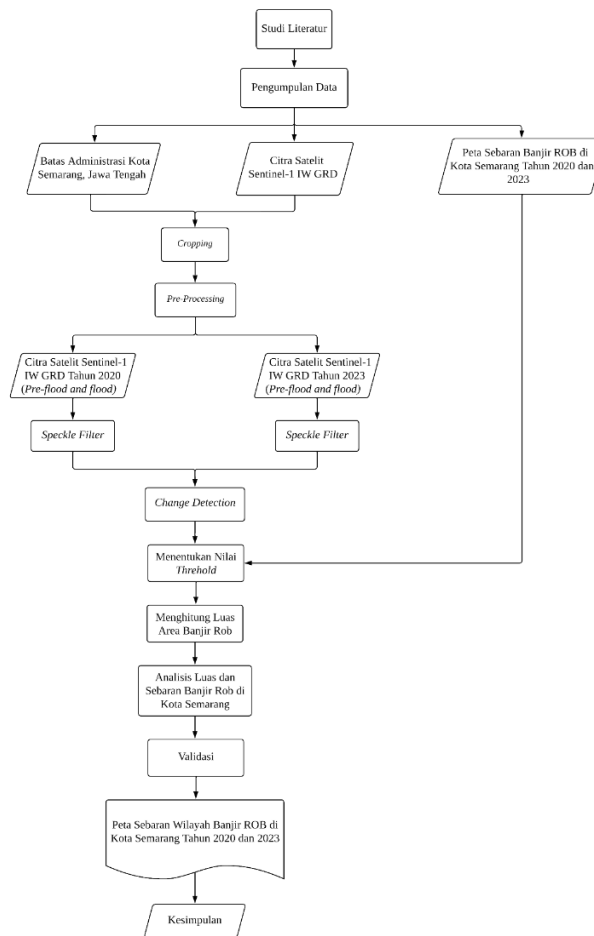 Studi Literatur
Pengumpulan Data
Batas Administrasi Kota
Semarang, Jawa Tengah
Citra Satelit
Sentinel-1 IW GRD
Peta Sebaran Banjir ROB di
Kota Semarang Tahun 2020 dan
2023
Cropping
Pre-Processing
Citra Satelit Sentinel-1
IW GRD Tahun 2020
(Pre-flood and flood)
Citra Satelit Sentinel-1
IW GRD Tahun 2023
(Pre-flood and flood)
Speckle Filter
Speckle Filter
Change Detection
Menentukan Nilai
Threhold
Menghitung Luas
Area Banjir Rob
Analisis Luas dan
Sebaran Banjir Rob di
Kota Semarang
Validasi
Peta Sebaran Wilayah Banjir ROB di
Kota Semarang Tahun 2020 dan 2023
Kesimpulan